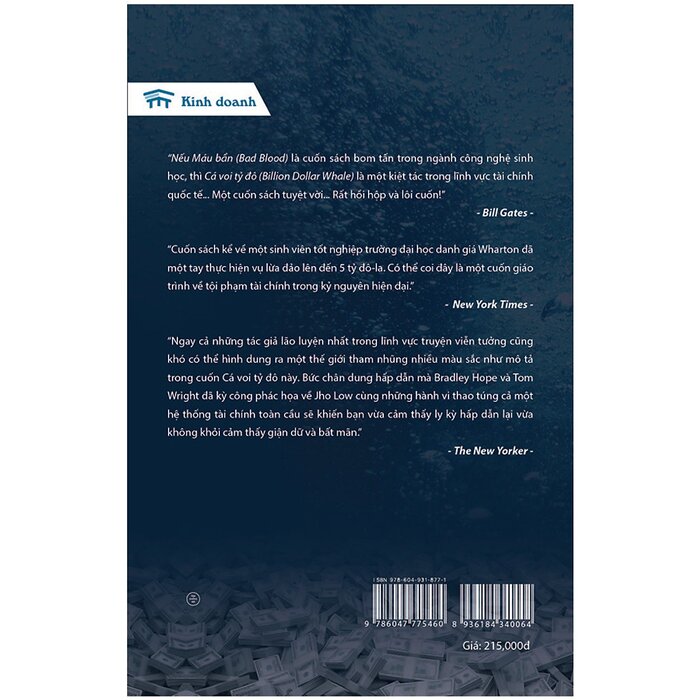 Kinh doanh
“Nếu Máu bẩn (Bad Blood) là cuốn sách bom tấn trong ngành công nghệ sinh
học, thì Cá voi tỷ đô (Billion Dollar Whale) là một kiệt tác trong lĩnh vực tài chính
quốc tế... Một cuốn sách tuyệt vời... Rất hồi hộp và lôi cuốn!”
- Bill Gates -
“Cuốn sách kể về một sinh viên tốt nghiệp trường đại học danh giá Wharton đã
một tay thực hiện vụ lừa đảo lên đến 5 tỷ đô-la. Có thể coi đây là một cuốn giáo
trình về tội phạm tài chính trong kỷ nguyên hiện đại.”
- New York Times -
“Ngay cả những tác giả lão luyện nhất trong lĩnh vực truyện viễn tưởng cũng
khó có thể hình dung ra một thế giới tham nhũng nhiều màu sắc như mô tả
trong cuốn Cá voi tỷ đô này. Bức chân dung hấp dẫn mà Bradley Hope và Tom
Wright đã kỳ công phác họa về Jho Low cùng những hành vi thao túng cả một
hệ thống tài chính toàn cầu sẽ khiến bạn vừa cảm thấy ly kỳ hấp dẫn lại vừa
không khỏi cảm thấy giận dữ và bất mãn.”
- The New Yorker -
ISBN 978-604-931-877-1
9 786047 775460
8 936184 340064
Giá: 215,000đ